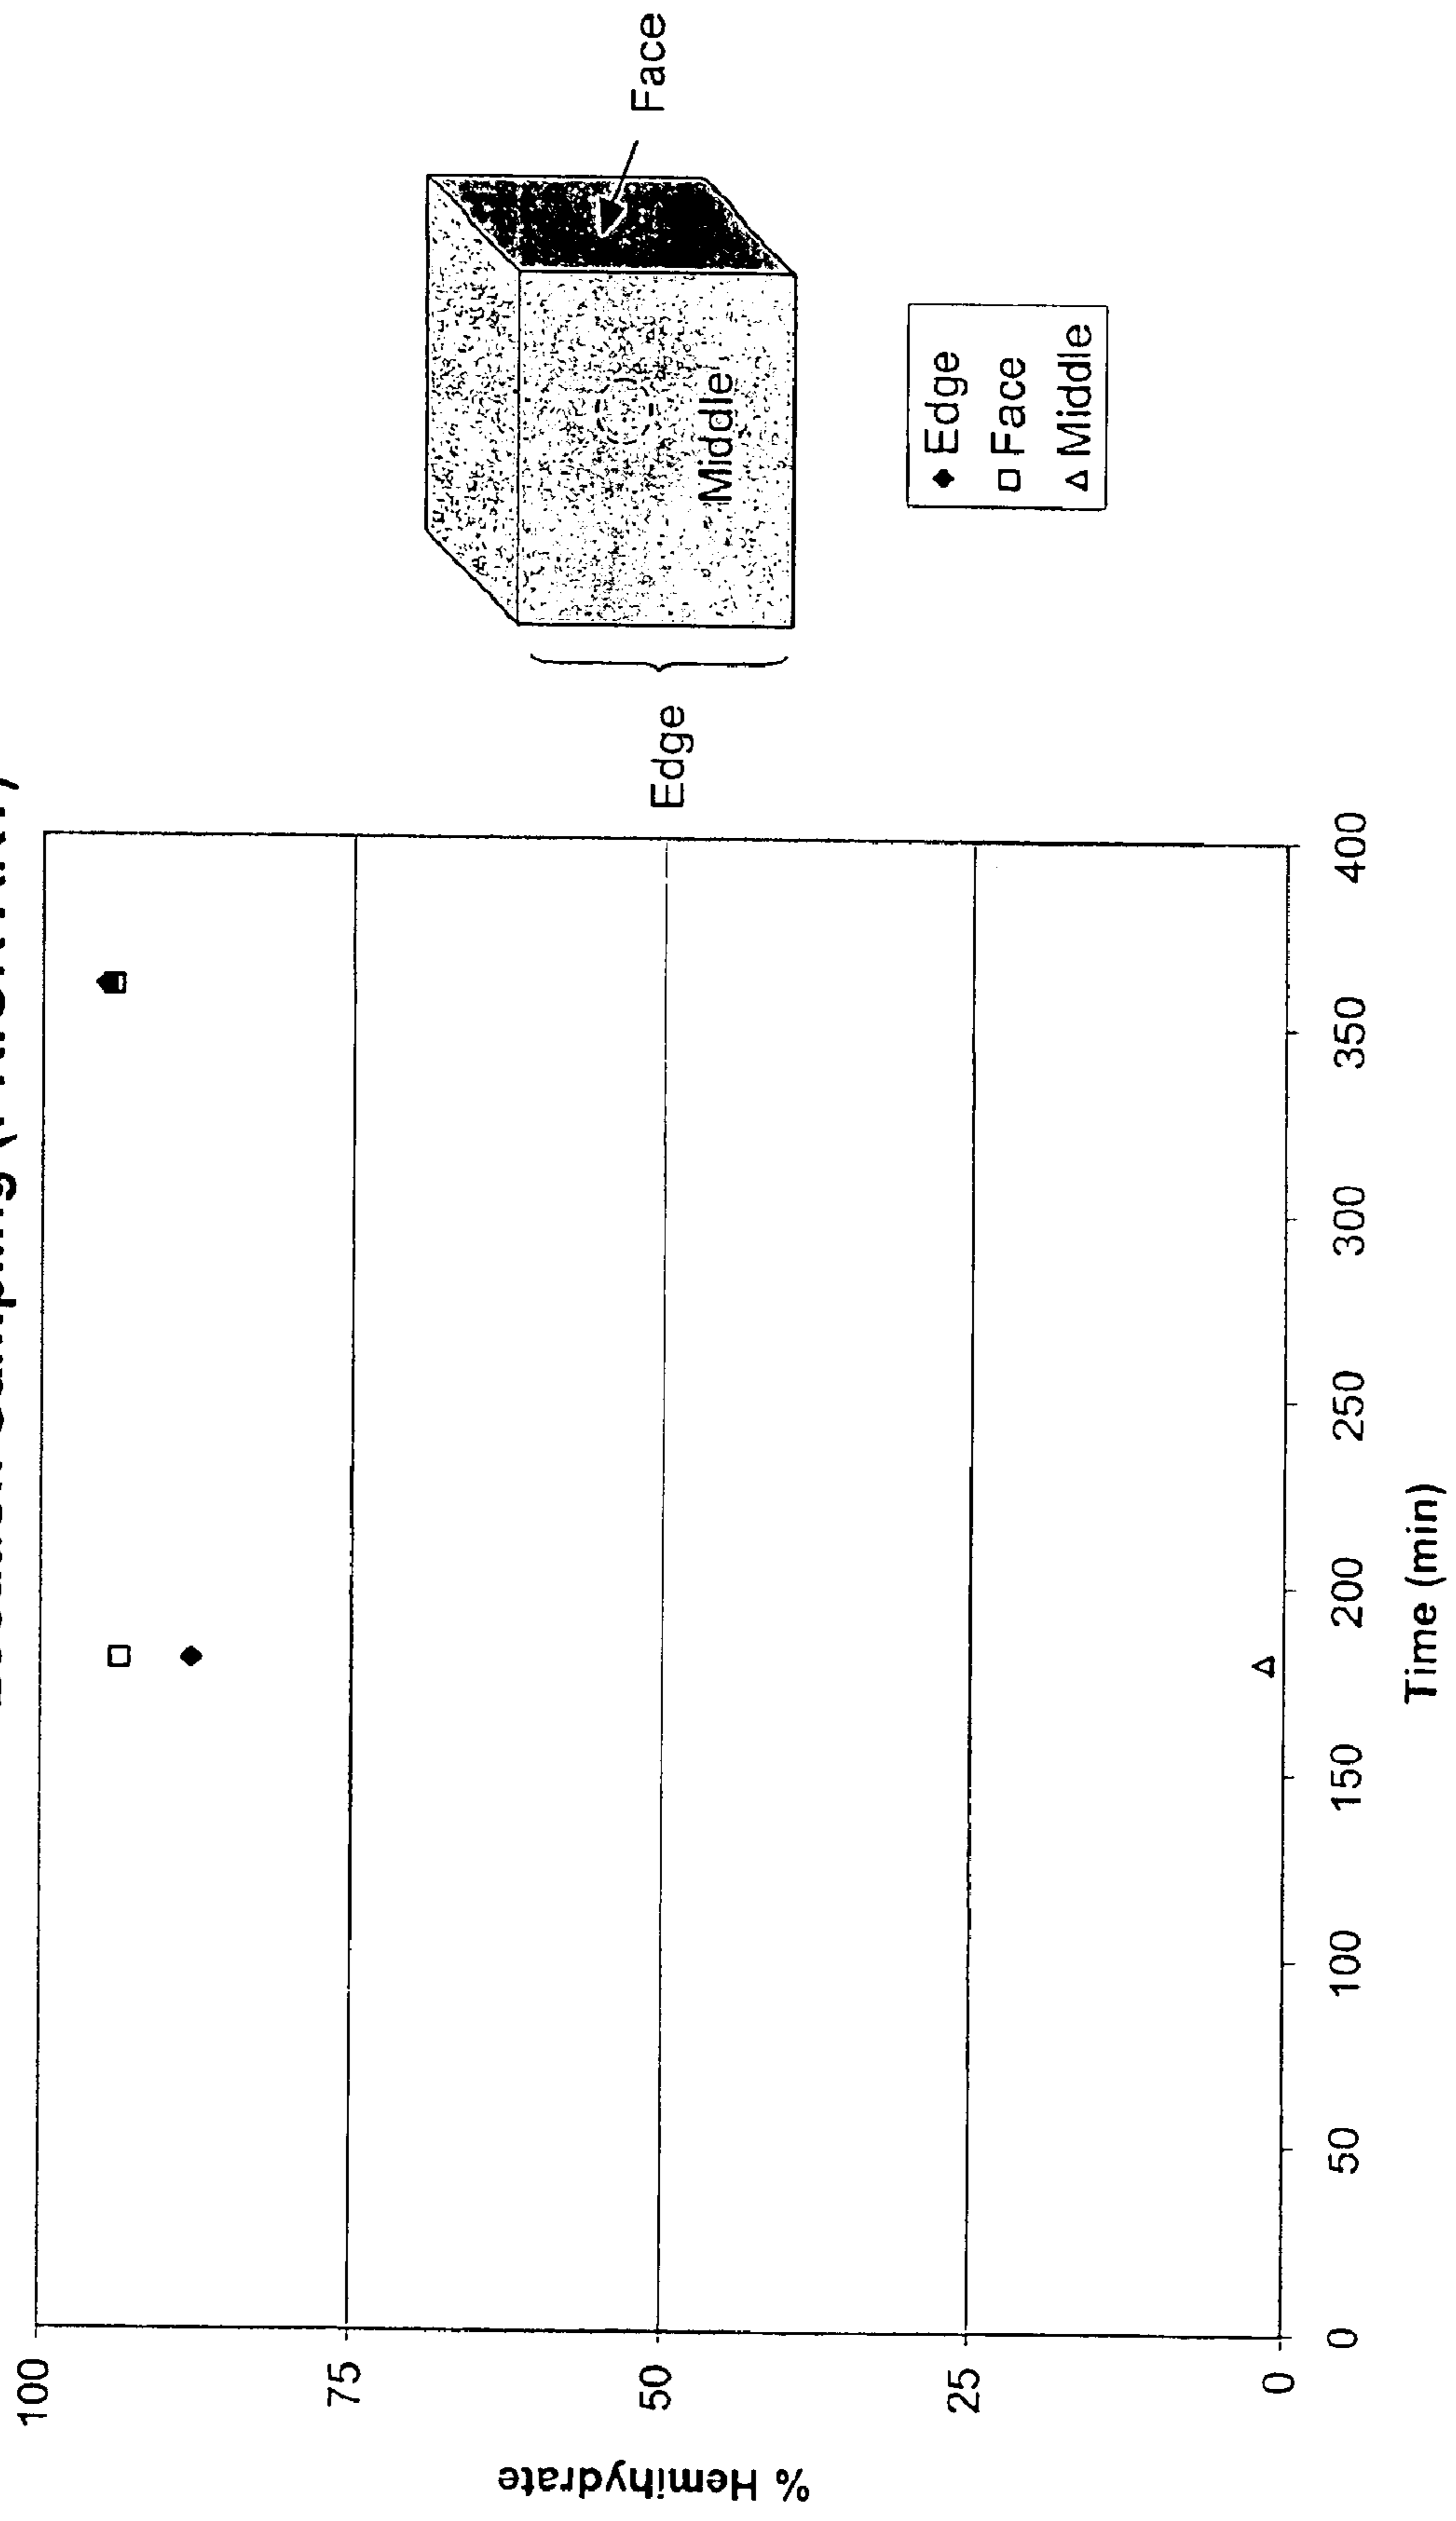 % Hemihydrate
100
75
50
25
0
0 50 100 150 200 250 300 350 400
Time (min)
Edge
Middle
Face
Edge
Face
Middle